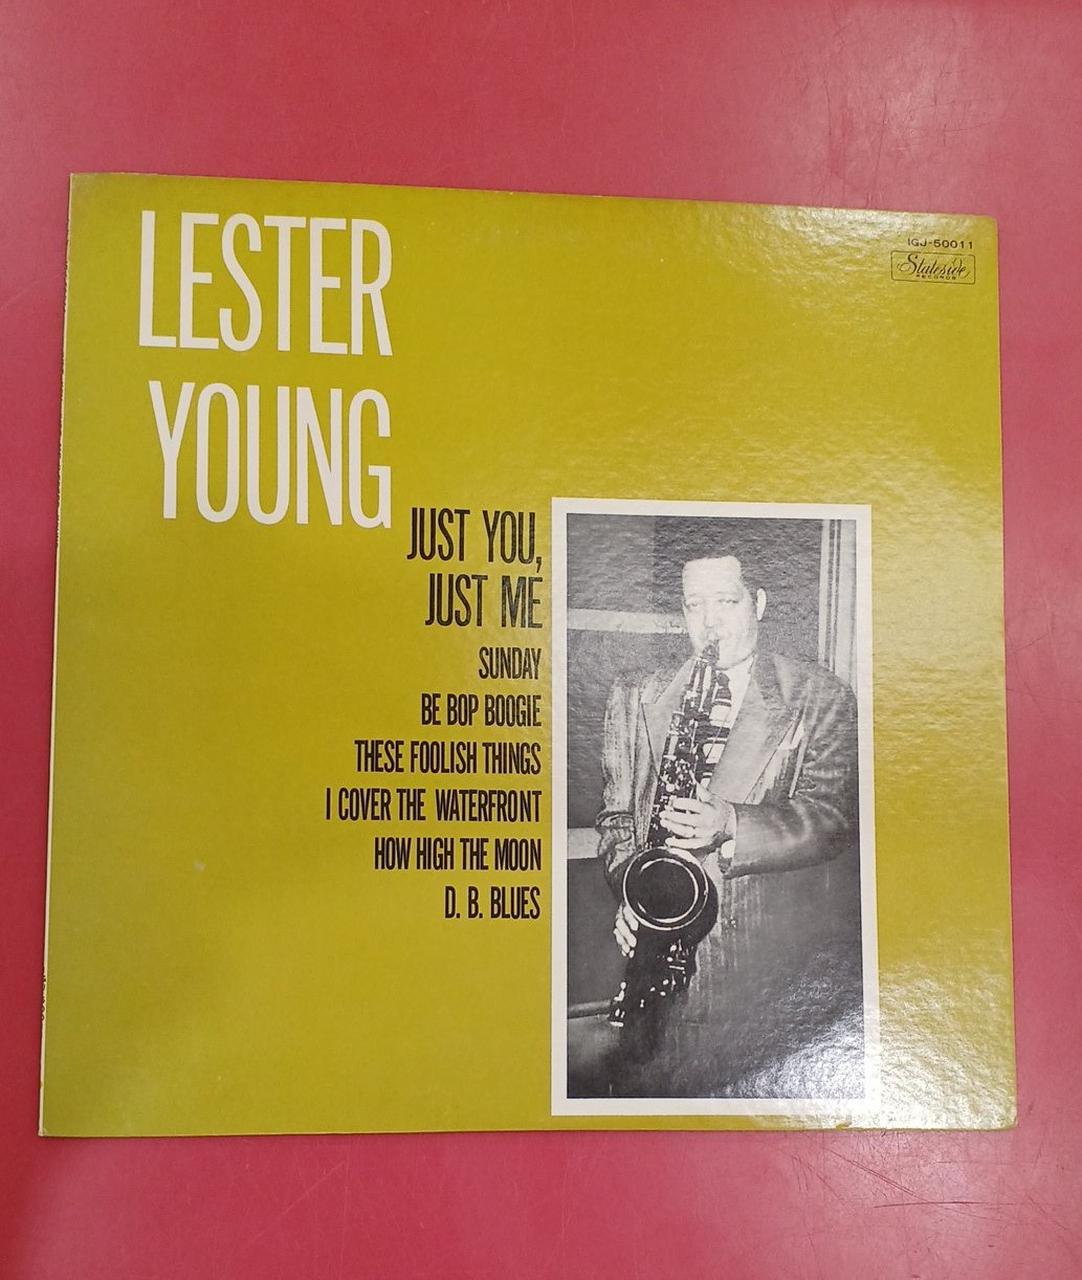 LESTER
YOUNG
IGJ-50011
Stateside
RECORDS
JUST YOU,
JUST ME
SUNDAY
BE BOP BOOGIE
THESE FOOLISH THINGS
I COVER THE WATERFRONT
HOW HIGH THE MOON
D. B. BLUES